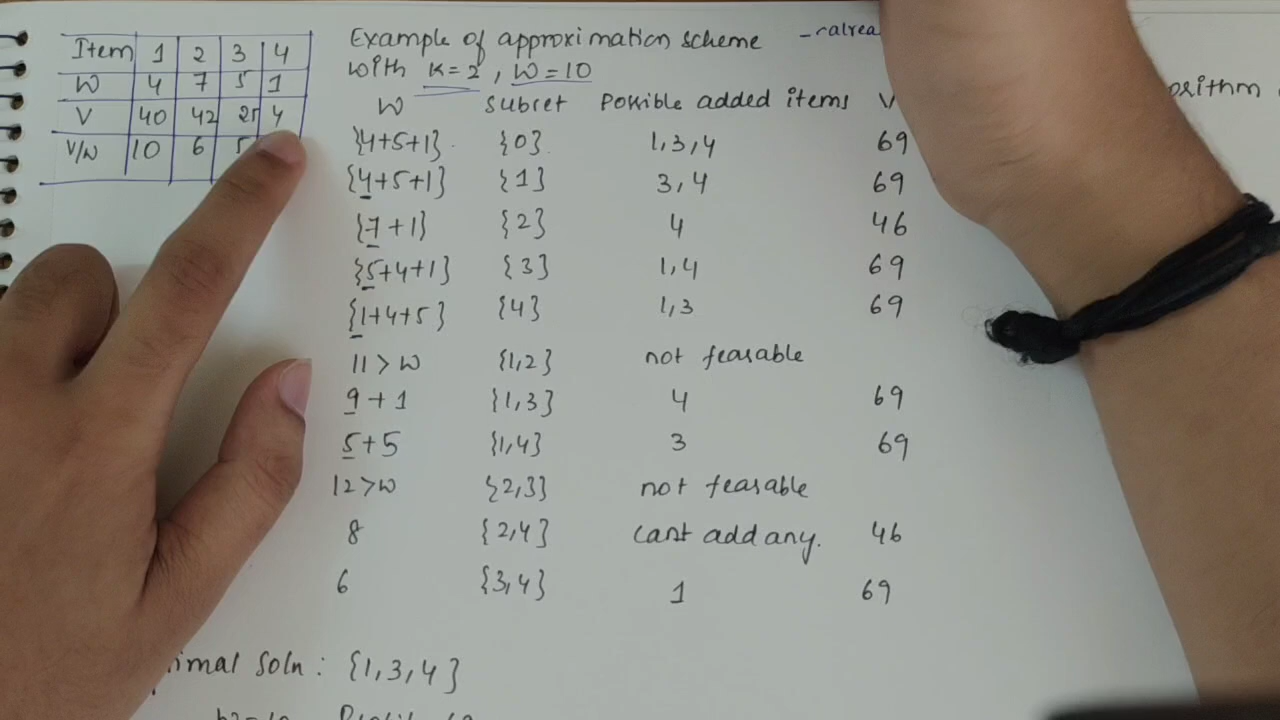 Item 1 2 3 4
W 4 7 5 1
V 40 42 25 4
V/W 10 6 5
Example of approximation scheme
with K=2, W=10
W subset Possible added items V
{4+5+1} {0} 1,3,4 69
{4+5+1} {1} 3,4 69
{7+1} {2} 4 46
{5+4+1} {3} 1,4 69
{1+4+5} {4} 1,3 69
11>W {1,2} not feasable
9+1 {1,3} 4 69
5+5 {1,4} 3 69
12>W {2,3} not feasable
8 {2,4} cant add any. 46
6 {3,4} 1 69
soln: {1,3,4}